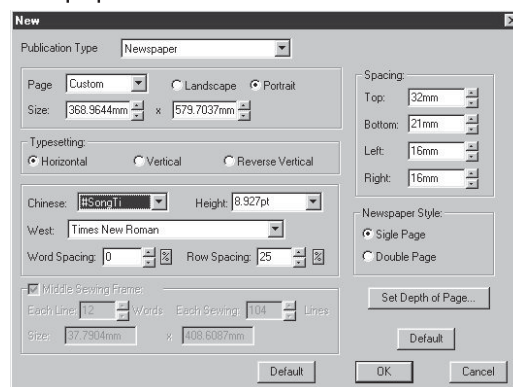 New
Publication Type Newspaper
Page Custom Landscape Portrait
Size: 368.9644mm x 579.7037mm
Typesetting:
Horizontal Vertical Reverse Vertical
Chinese: #SongTi Height: 8.927pt
West: Times New Roman
Word Spacing: 0 % Row Spacing: 25 %
Middle Sewing Frame:
Each Line: 12 Words Each Sewing: 104 Lines
Size: 37.7904mm x 408.6087mm
Default
Spacing:
Top: 32mm
Bottom: 21mm
Left: 16mm
Right: 16mm
Newspaper Style:
Sigle Page
Double Page
Set Depth of Page...
Default
OK Cancel